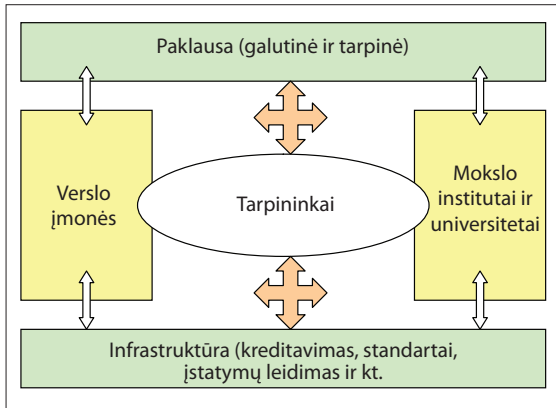 Paklausa (galutinė ir tarpinė)
Verslo
įmonės
Tarpininkai
Mokslo
institutai ir
universitetai
Infrastruktūra (kreditavimas, standartai,
įstatymų leidimas ir kt.